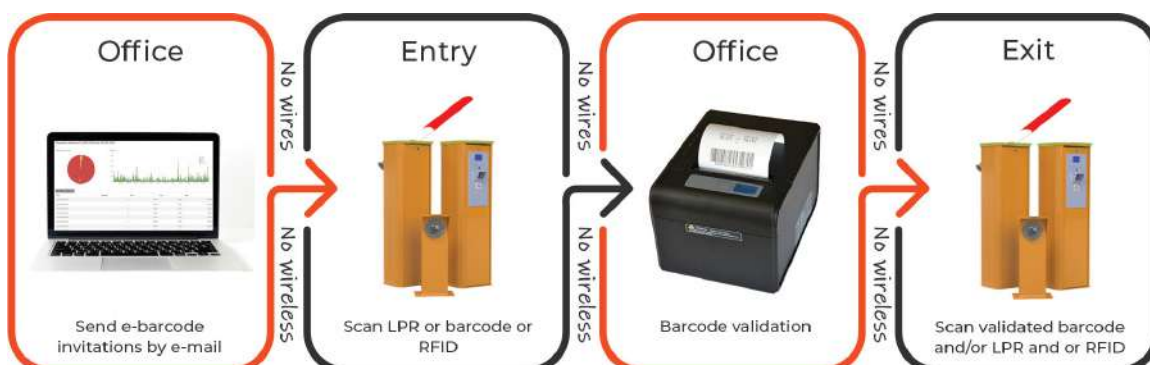 Office
Send e-barcode
invitations by e-mail
No wires
No wireless
Entry
Scan LPR or barcode or
RFID
No wires
No wireless
Office
Barcode validation
No wires
No wireless
Exit
Scan validated barcode
and/or LPR and or RFID